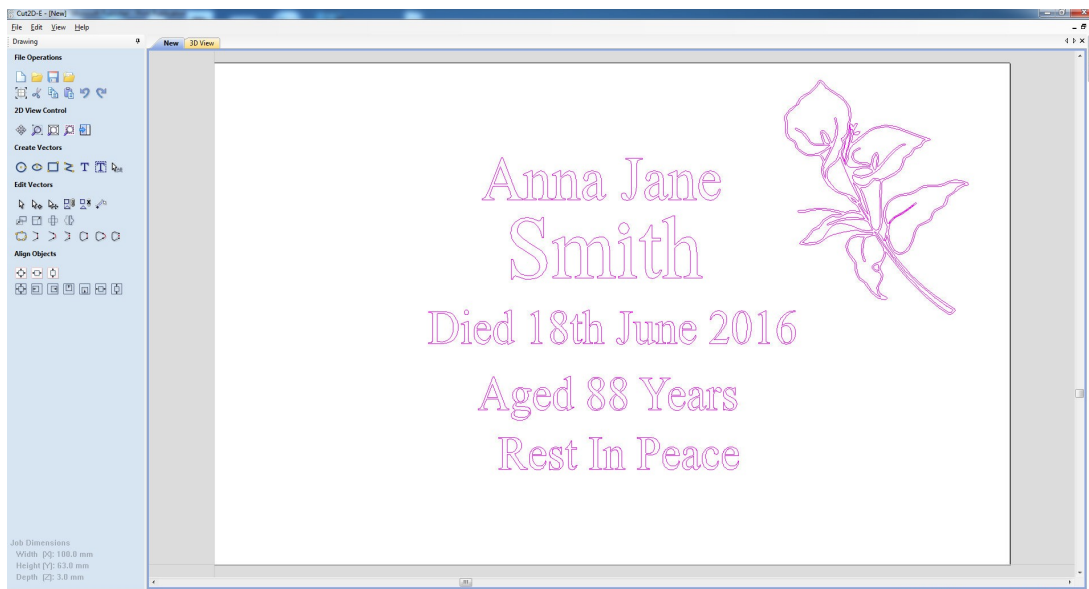 Cut2D-E - [New]
File Edit View Help
Drawing
New 3D View
File Operations
2D View Control
Create Vectors
Edit Vectors
Align Objects
Anna Jane
Smith
Died 18th June 2016
Aged 88 Years
Rest In Peace
Job Dimensions
Width [X]: 100.0 mm
Height [Y]: 63.0 mm
Depth [Z]: 3.0 mm